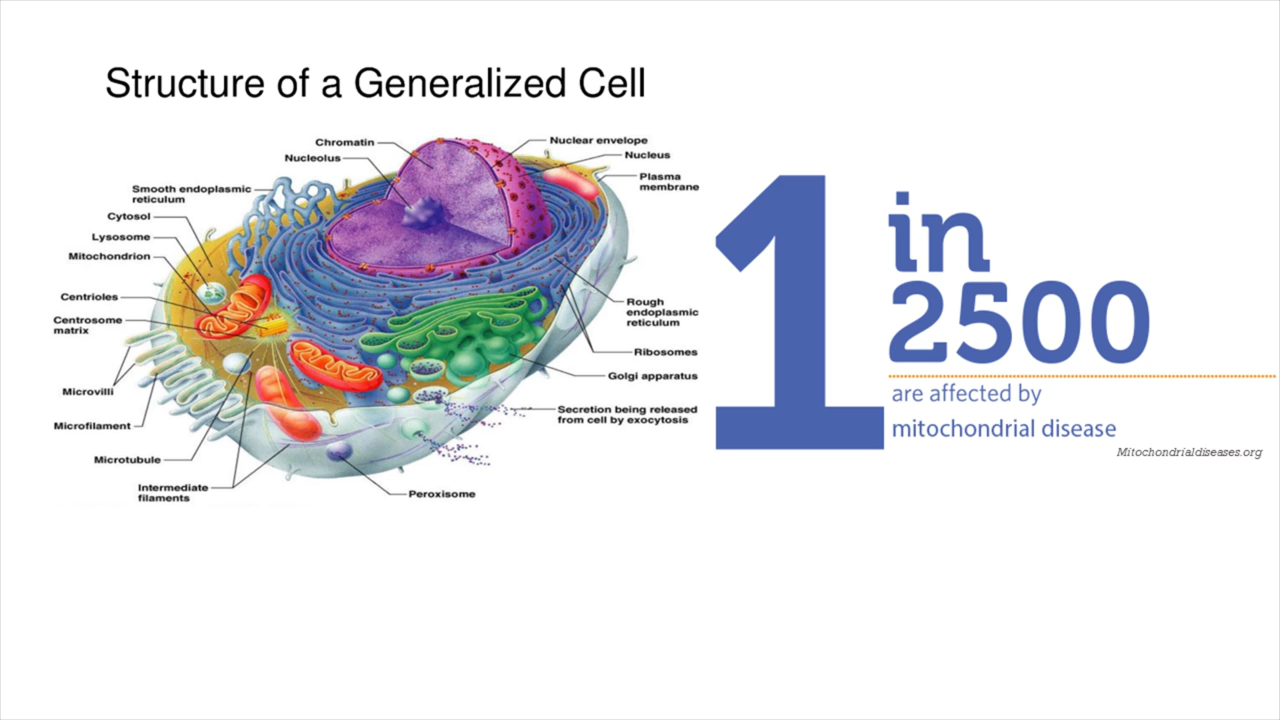 Structure of a Generalized Cell
Chromatin
Nucleolus
Smooth endoplasmic
reticulum
Cytosol
Lysosome
Mitochondrion
Centrioles
Centrosome
matrix
Microvilli
Microfilament
Microtubule
Intermediate
filaments
Nuclear envelope
Nucleus
Plasma
membrane
Rough
endoplasmic
reticulum
Ribosomes
Golgi apparatus
Secretion being released
from cell by exocytosis
Peroxisome
1 in
2500
are affected by
mitochondrial disease
Mitochondrialdiseases.org